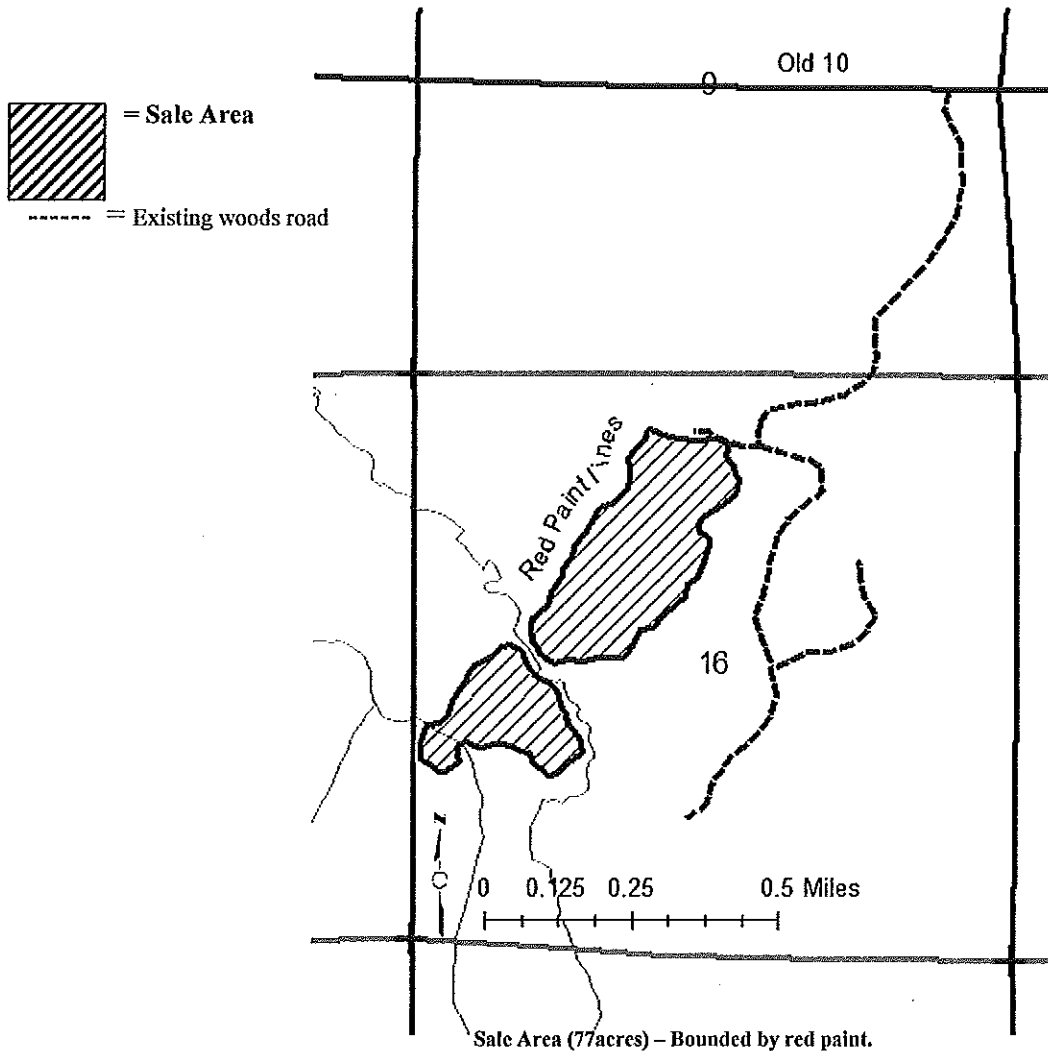 Old 10
9
= Sale Area
= Existing woods road
Red Paint Lines
16
N
0 0.125 0.25 0.5 Miles
Sale Area (77acres) – Bounded by red paint.